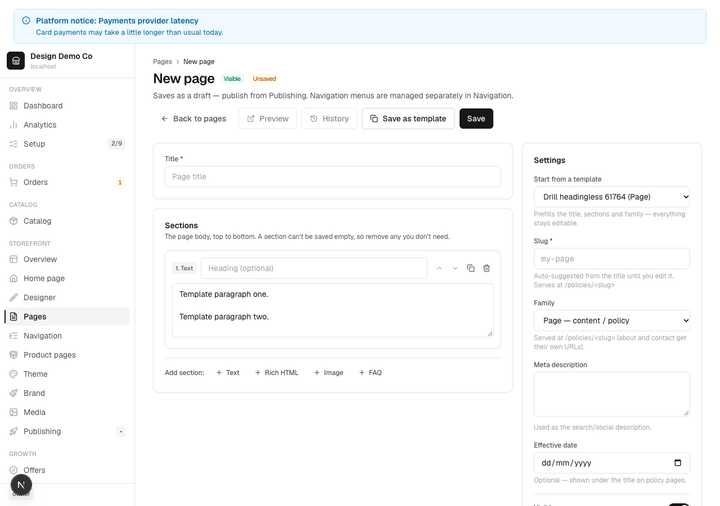 Platform notice: Payments provider latency
Card payments may take a little longer than usual today.
Design Demo Co
localhost
OVERVIEW
Dashboard
Analytics
Setup 2/9
ORDERS
Orders 1
CATALOG
Catalog
STOREFRONT
Overview
Home page
Designer
Pages
Navigation
Product pages
Theme
Brand
Media
Publishing
GROWTH
Offers
N
Pages > New page
New page Visible Unsaved
Saves as a draft — publish from Publishing. Navigation menus are managed separately in Navigation.
Back to pages Preview History Save as template Save
Title *
Page title
Sections
The page body, top to bottom. A section can't be saved empty, so remove any you don't need.
1. Text Heading (optional)
Template paragraph one.
Template paragraph two.
Add section: + Text + Rich HTML + Image + FAQ
Settings
Start from a template
Drill headingless 61764 (Page)
Prefills the title, sections and family — everything
stays editable.
Slug *
my-page
Auto-suggested from the title until you edit it.
Serves at /policies/<slug>
Family
Page — content / policy
Served at /policies/<slug> (about and contact get
their own URLs).
Meta description
Used as the search/social description.
Effective date
dd/mm/yyyy
Optional — shown under the title on policy pages.